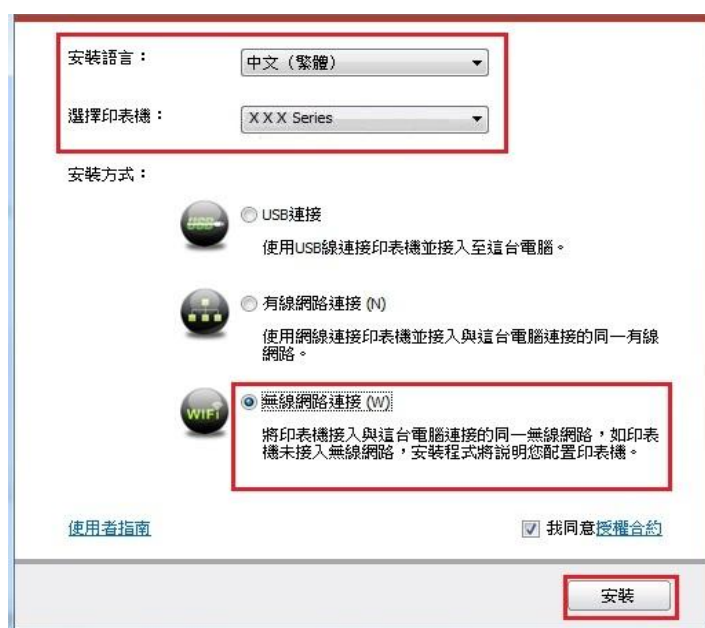 安裝語言：
中文（繁體）
選擇印表機：
XXX Series
安裝方式：
USB
USB連接
使用USB線連接印表機並接入至這台電腦。
有線網路連接 (N)
使用網線連接印表機並接入與這台電腦連接的同一有線
網路。
WiFi
無線網路連接 (W)
將印表機接入與這台電腦連接的同一無線網路，如印表
機未接入無線網路，安裝程式將説明您配置印表機。
使用者指南
我同意授權合約
安裝